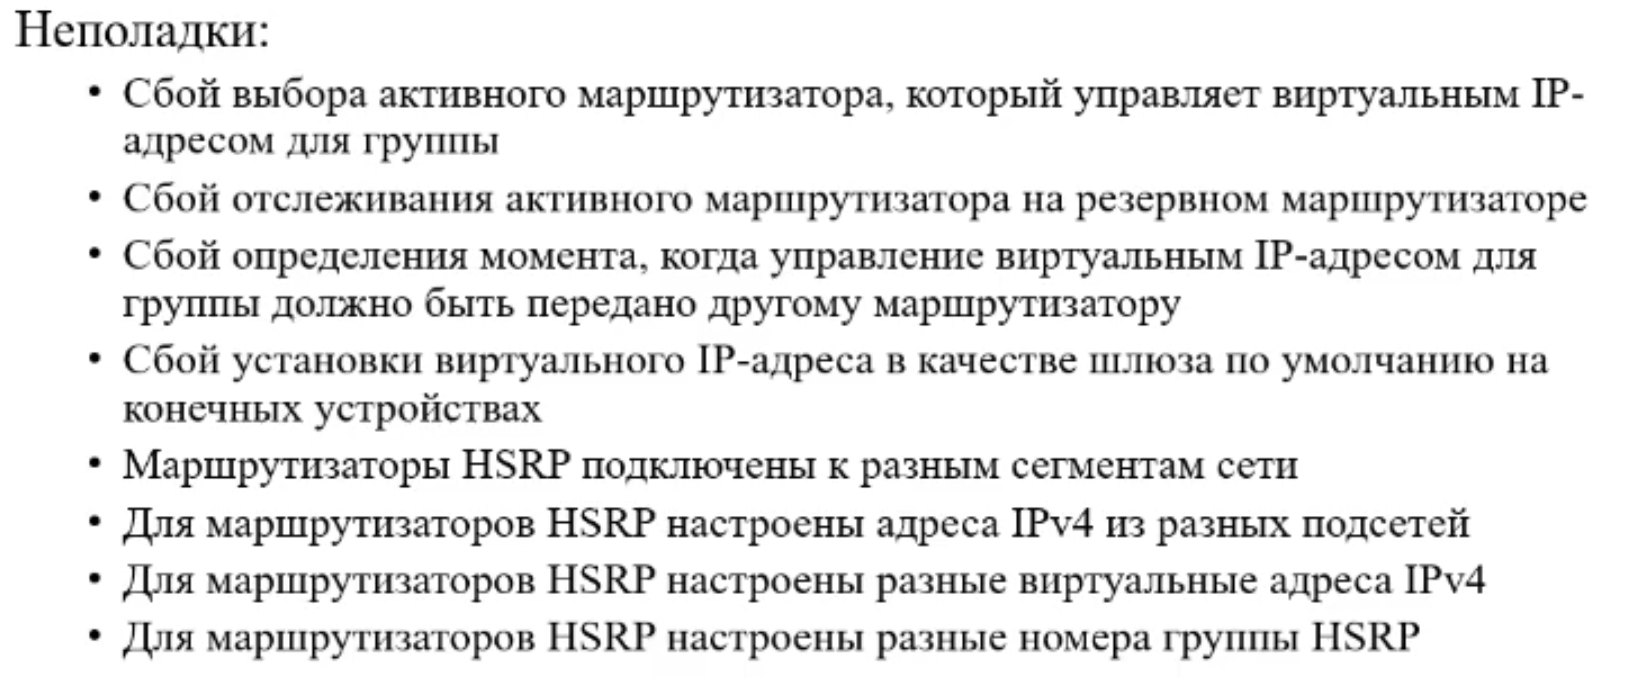 Неполадки:
• Сбой выбора активного маршрутизатора, который управляет виртуальным IP-
адресом для группы
• Сбой отслеживания активного маршрутизатора на резервном маршрутизаторе
• Сбой определения момента, когда управление виртуальным IP-адресом для
группы должно быть передано другому маршрутизатору
• Сбой установки виртуального IP-адреса в качестве шлюза по умолчанию на
конечных устройствах
• Маршрутизаторы HSRP подключены к разным сегментам сети
• Для маршрутизаторов HSRP настроены адреса IPv4 из разных подсетей
• Для маршрутизаторов HSRP настроены разные виртуальные адреса IPv4
• Для маршрутизаторов HSRP настроены разные номера группы HSRP